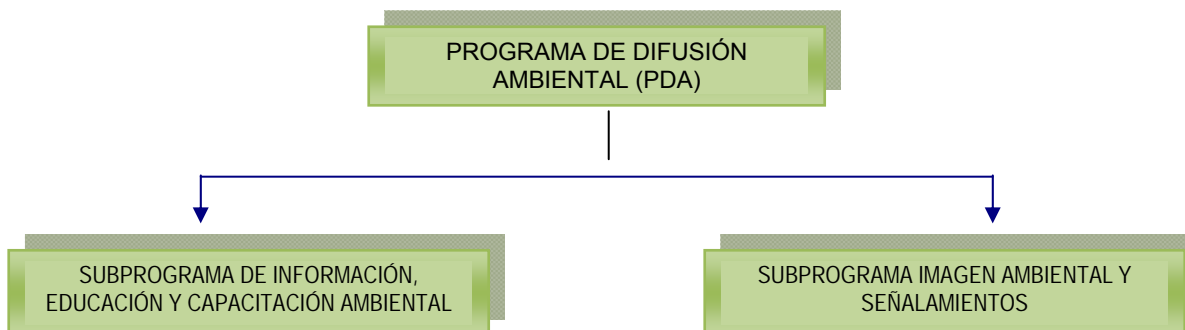 PROGRAMA DE DIFUSIÓN
AMBIENTAL (PDA)
SUBPROGRAMA DE INFORMACIÓN,
EDUCACIÓN Y CAPACITACIÓN AMBIENTAL
SUBPROGRAMA IMAGEN AMBIENTAL Y
SEÑALAMIENTOS